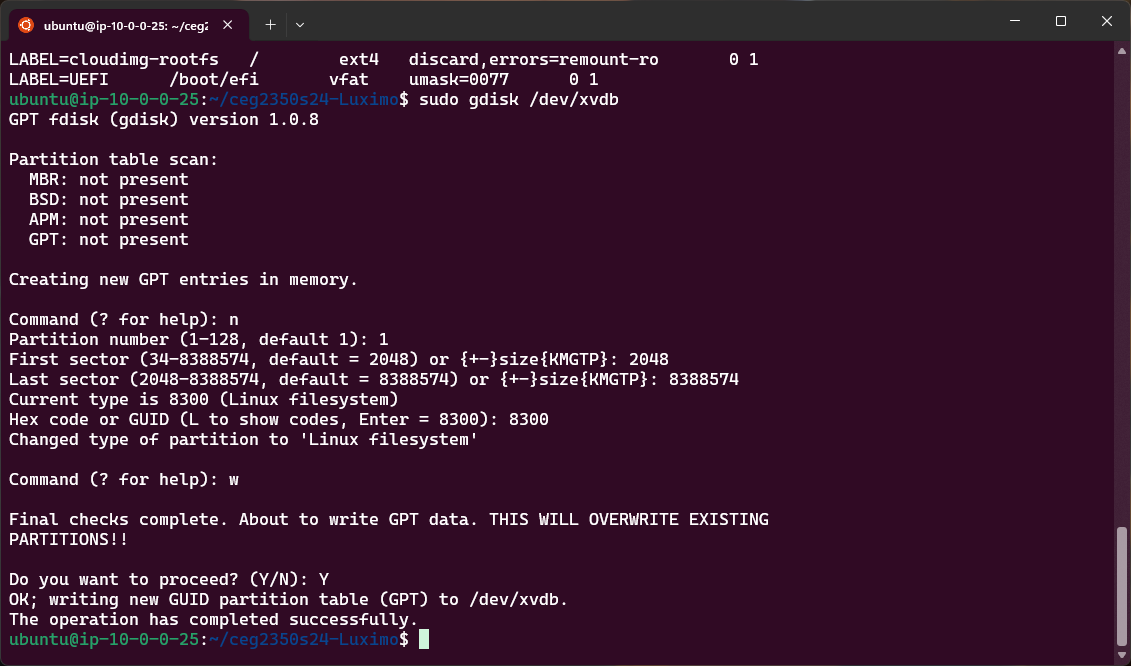 ubuntu@ip-10-0-0-25: ~/ceg2
LABEL=cloudimg-rootfs   /        ext4   discard,errors=remount-ro       0 1
LABEL=UEFI      /boot/efi       vfat    umask=0077      0 1
ubuntu@ip-10-0-0-25:~/ceg2350s24-Luximo$ sudo gdisk /dev/xvdb
GPT fdisk (gdisk) version 1.0.8
Partition table scan:
  MBR: not present
  BSD: not present
  APM: not present
  GPT: not present
Creating new GPT entries in memory.
Command (? for help): n
Partition number (1-128, default 1): 1
First sector (34-8388574, default = 2048) or {+-}size{KMGTP}: 2048
Last sector (2048-8388574, default = 8388574) or {+-}size{KMGTP}: 8388574
Current type is 8300 (Linux filesystem)
Hex code or GUID (L to show codes, Enter = 8300): 8300
Changed type of partition to 'Linux filesystem'
Command (? for help): w
Final checks complete. About to write GPT data. THIS WILL OVERWRITE EXISTING
PARTITIONS!!
Do you want to proceed? (Y/N): Y
OK; writing new GUID partition table (GPT) to /dev/xvdb.
The operation has completed successfully.
ubuntu@ip-10-0-0-25:~/ceg2350s24-Luximo$